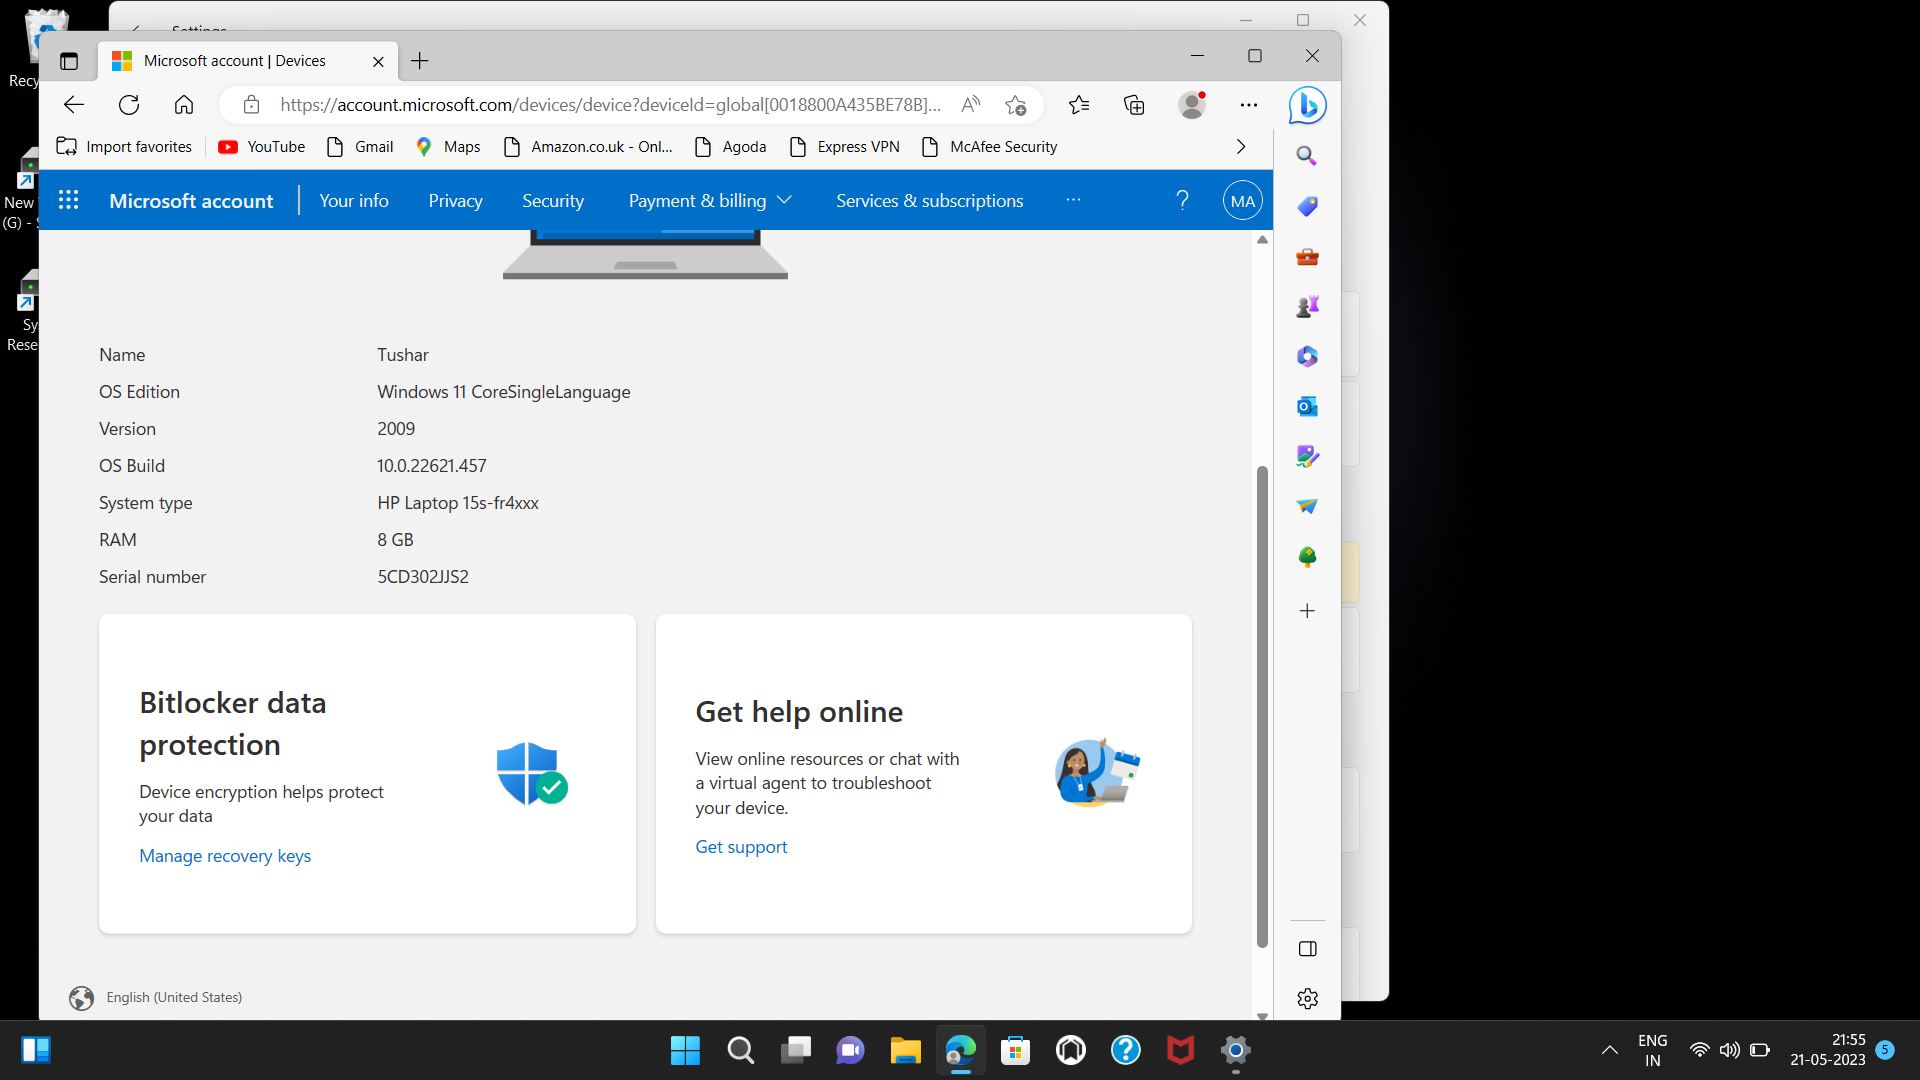 Settings
Recy
Microsoft account | Devices
https://account.microsoft.com/devices/device?deviceId=global[0018800A435BE78B]...
Import favorites
YouTube
Gmail
Maps
Amazon.co.uk - Onl...
Agoda
Express VPN
McAfee Security
New
(G) - S
Sy
Rese
Microsoft account
Your info
Privacy
Security
Payment & billing
Services & subscriptions
...
?
MA
Name Tushar
OS Edition Windows 11 CoreSingleLanguage
Version 2009
OS Build 10.0.22621.457
System type HP Laptop 15s-fr4xxx
RAM 8 GB
Serial number 5CD302JJS2
Bitlocker data
protection
Device encryption helps protect
your data
Manage recovery keys
Get help online
View online resources or chat with
a virtual agent to troubleshoot
your device.
Get support
English (United States)
ENG
IN
21:55
21-05-2023
5